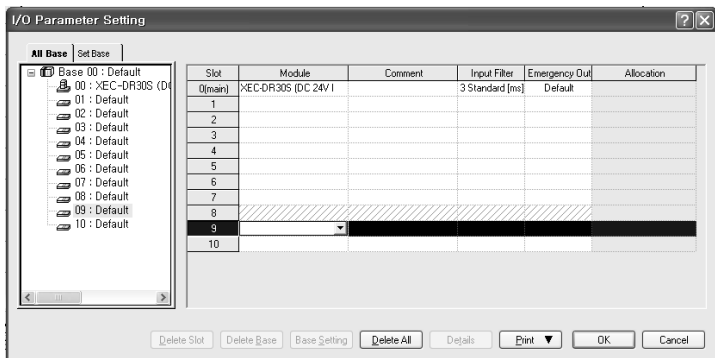 I/O Parameter Setting
All Base Set Base
Base 00 : Default
00 : XEC-DR30S (D
01 : Default
02 : Default
03 : Default
04 : Default
05 : Default
06 : Default
07 : Default
08 : Default
09 : Default
10 : Default
Slot Module Comment Input Filter Emergency Out Allocation
0(main) XEC-DR30S (DC 24V I 3 Standard [ms] Default
1
2
3
4
5
6
7
8
9
10
Delete Slot Delete Base Base Setting Delete All Details Print ▼ OK Cancel